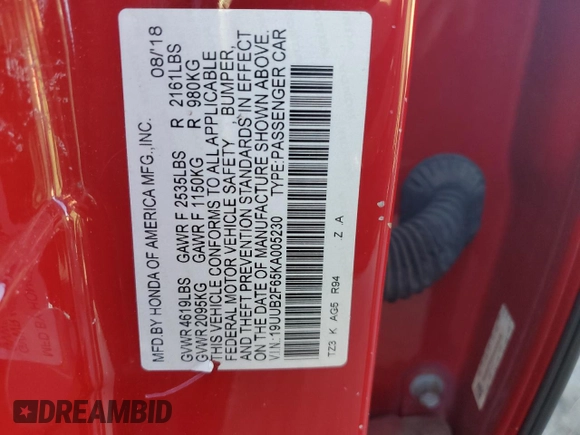 MFD.BY HONDA OF AMERICA MFG.,INC. 08/'18
GVWR 4619LBS GAWR F 2535LBS R 2161LBS
GVWR 2095KG GAWR F 1150KG R 980KG
THIS VEHICLE CONFORMS TO ALL APPLICABLE
FEDERAL MOTOR VEHICLE SAFETY ,BUMPER,
AND THEFT PREVENTION STANDARDS IN EFFECT
ON THE DATE OF MANUFACTURE SHOWN ABOVE.
V.I.N.:19UUB2F65KA005230 TYPE:PASSENGER CAR
TZ3 K AG5 R94 Z .A
DREAMBID